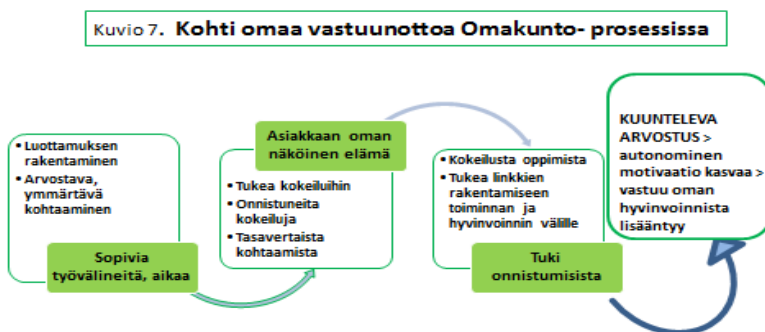 Kuvio 7. Kohti omaa vastuunottoa Omakunto- prosessissa
• Luottamuksen
rakentaminen
• Arvostava,
ymmärtävä
kohtaaminen
Sopivia
työvälineitä, aikaa
Asiakkaan oman
näköinen elämä
• Tukea kokeiluihin
• Onnistuneita
kokeiluja
• Tasavertaista
kohtaamista
• Kokeilusta oppimista
• Tukea linkkien
rakentamiseen
toiminnan ja
hyvinvoinnin välille
Tuki
onnistumisista
KUUNTELEVA
ARVOSTUS >
autonominen
motivaatio kasvaa >
vastuu oman
hyvinvoinnista
lisääntyy